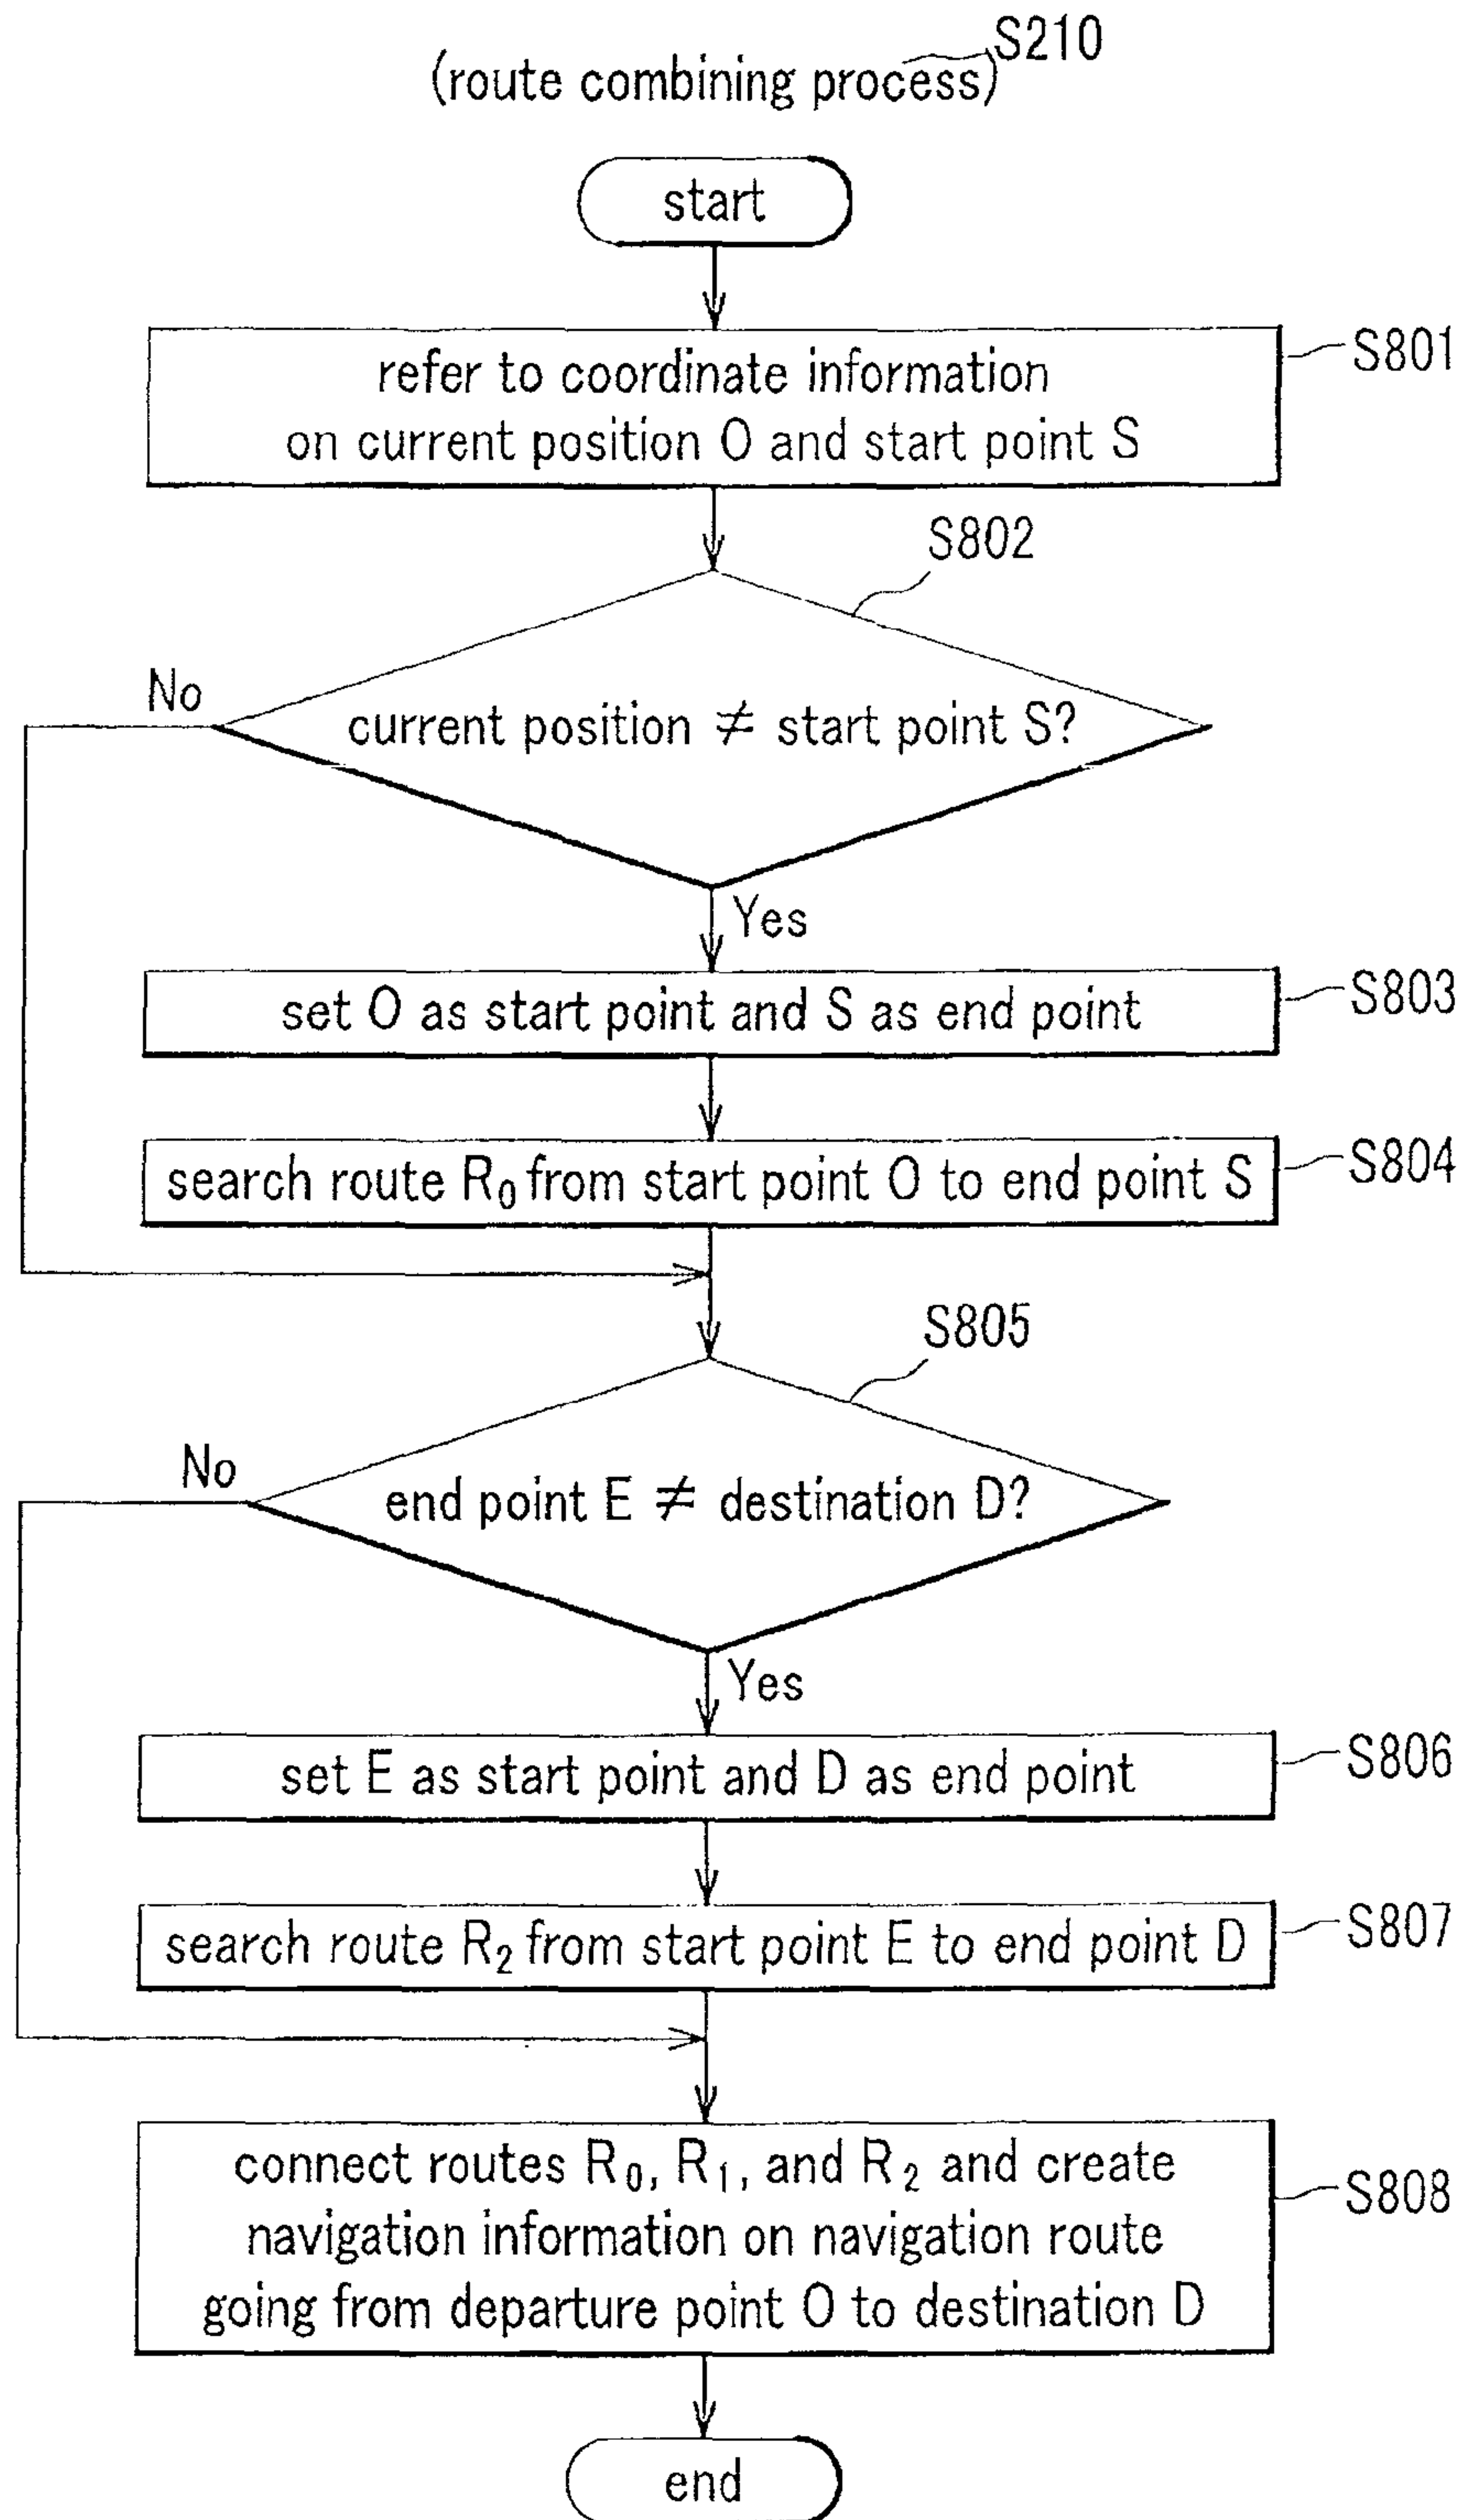 S210
(route combining process)
start
refer to coordinate information
on current position O and start point S
S801
S802
No
current position ≠ start point S?
Yes
set O as start point and S as end point
S803
search route R₀ from start point O to end point S
S804
S805
No
end point E ≠ destination D?
Yes
set E as start point and D as end point
S806
search route R₂ from start point E to end point D
S807
connect routes R₀, R₁, and R₂ and create
navigation information on navigation route
going from departure point O to destination D
S808
end